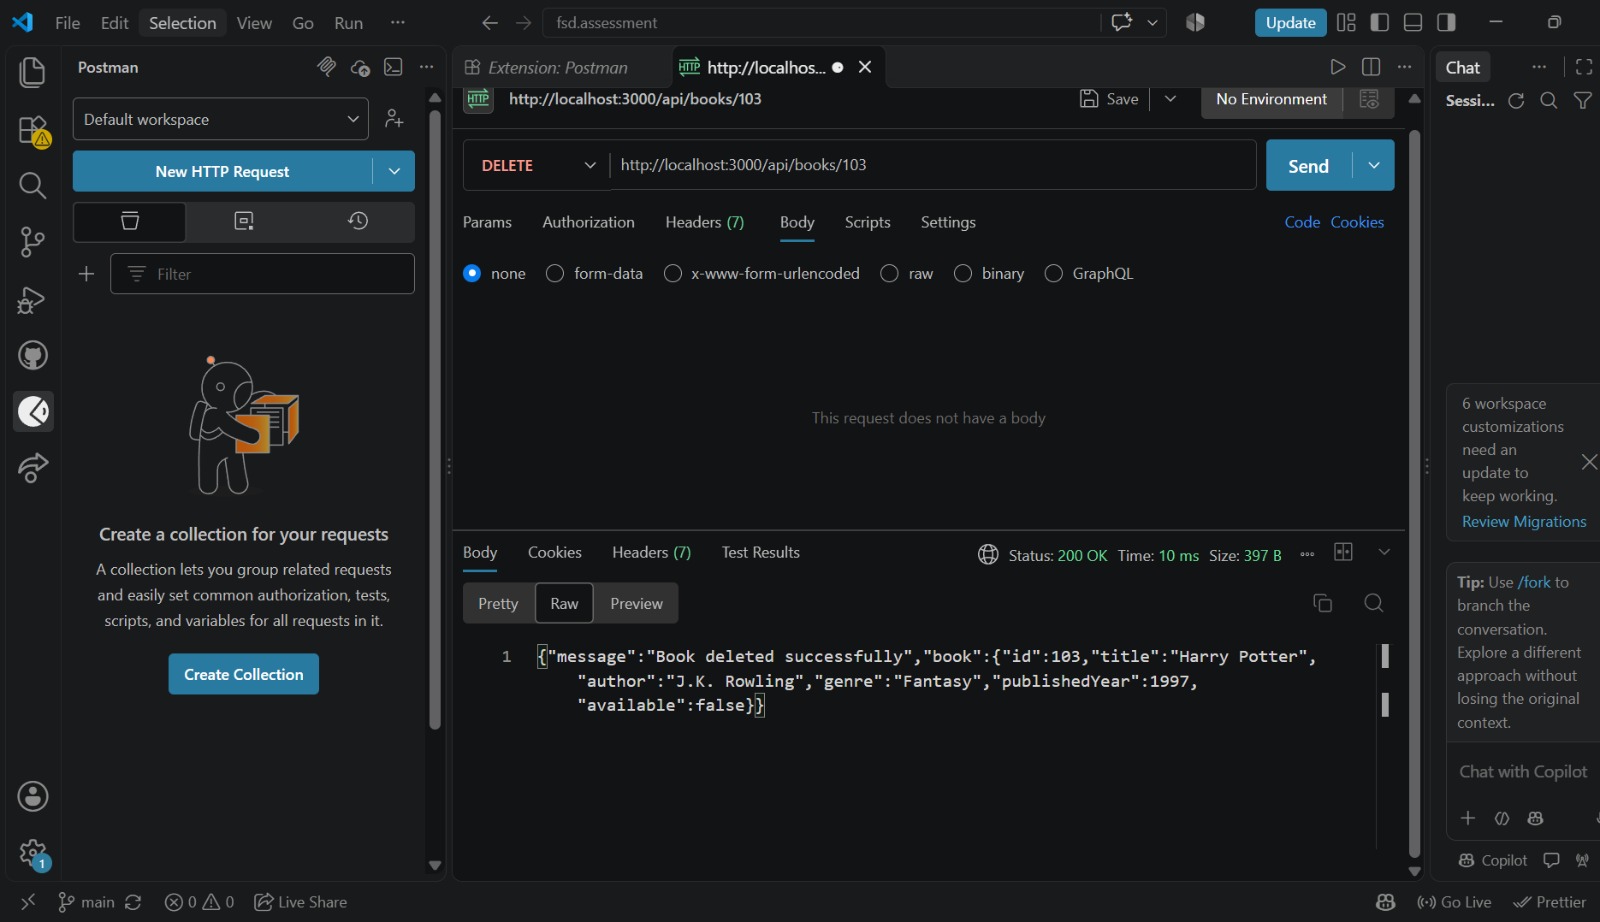 File Edit Selection View Go Run ···
fsd.assessment
Update
Postman
Default workspace
New HTTP Request
Filter
Create a collection for your requests
A collection lets you group related requests
and easily set common authorization, tests,
scripts, and variables for all requests in it.
Create Collection
Extension: Postman
HTTP http://localhos...
HTTP http://localhost:3000/api/books/103
Save
No Environment
DELETE http://localhost:3000/api/books/103
Send
Params Authorization Headers (7) Body Scripts Settings Code Cookies
none form-data x-www-form-urlencoded raw binary GraphQL
This request does not have a body
Body Cookies Headers (7) Test Results
Status: 200 OK Time: 10 ms Size: 397 B
Pretty Raw Preview
1 {"message":"Book deleted successfully","book":{"id":103,"title":"Harry Potter",
"author":"J.K. Rowling","genre":"Fantasy","publishedYear":1997,
"available":false}}
Chat
Sessi...
6 workspace
customizations
need an
update to
keep working.
Review Migrations
Tip: Use /fork to
branch the
conversation.
Explore a different
approach without
losing the original
context.
Chat with Copilot
Copilot
1
main
0 0
Live Share
Go Live
Prettier